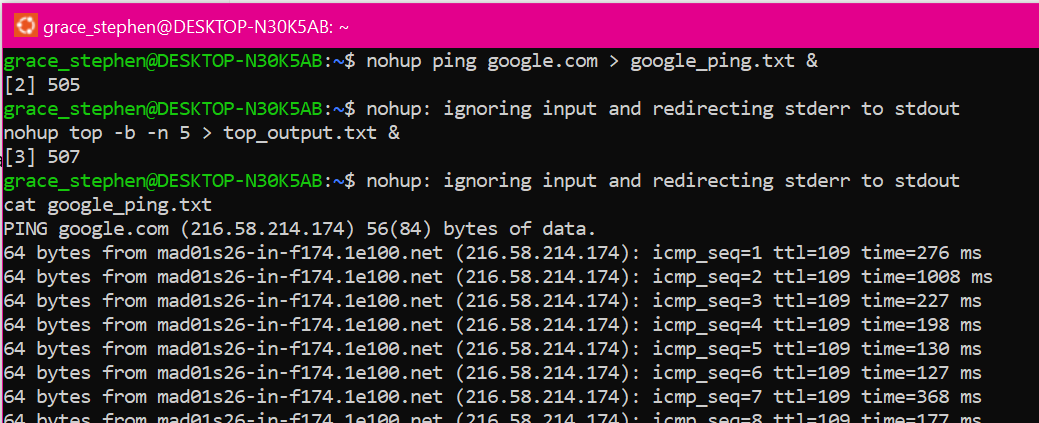 grace_stephen@DESKTOP-N30K5AB: ~
grace_stephen@DESKTOP-N30K5AB:~$ nohup ping google.com > google_ping.txt &
[2] 505
grace_stephen@DESKTOP-N30K5AB:~$ nohup: ignoring input and redirecting stderr to stdout
nohup top -b -n 5 > top_output.txt &
[3] 507
grace_stephen@DESKTOP-N30K5AB:~$ nohup: ignoring input and redirecting stderr to stdout
cat google_ping.txt
PING google.com (216.58.214.174) 56(84) bytes of data.
64 bytes from mad01s26-in-f174.1e100.net (216.58.214.174): icmp_seq=1 ttl=109 time=276 ms
64 bytes from mad01s26-in-f174.1e100.net (216.58.214.174): icmp_seq=2 ttl=109 time=1008 ms
64 bytes from mad01s26-in-f174.1e100.net (216.58.214.174): icmp_seq=3 ttl=109 time=227 ms
64 bytes from mad01s26-in-f174.1e100.net (216.58.214.174): icmp_seq=4 ttl=109 time=198 ms
64 bytes from mad01s26-in-f174.1e100.net (216.58.214.174): icmp_seq=5 ttl=109 time=130 ms
64 bytes from mad01s26-in-f174.1e100.net (216.58.214.174): icmp_seq=6 ttl=109 time=127 ms
64 bytes from mad01s26-in-f174.1e100.net (216.58.214.174): icmp_seq=7 ttl=109 time=368 ms
64 bytes from mad01s26-in-f174.1e100.net (216.58.214.174): icmp_seq=8 ttl=109 time=177 ms